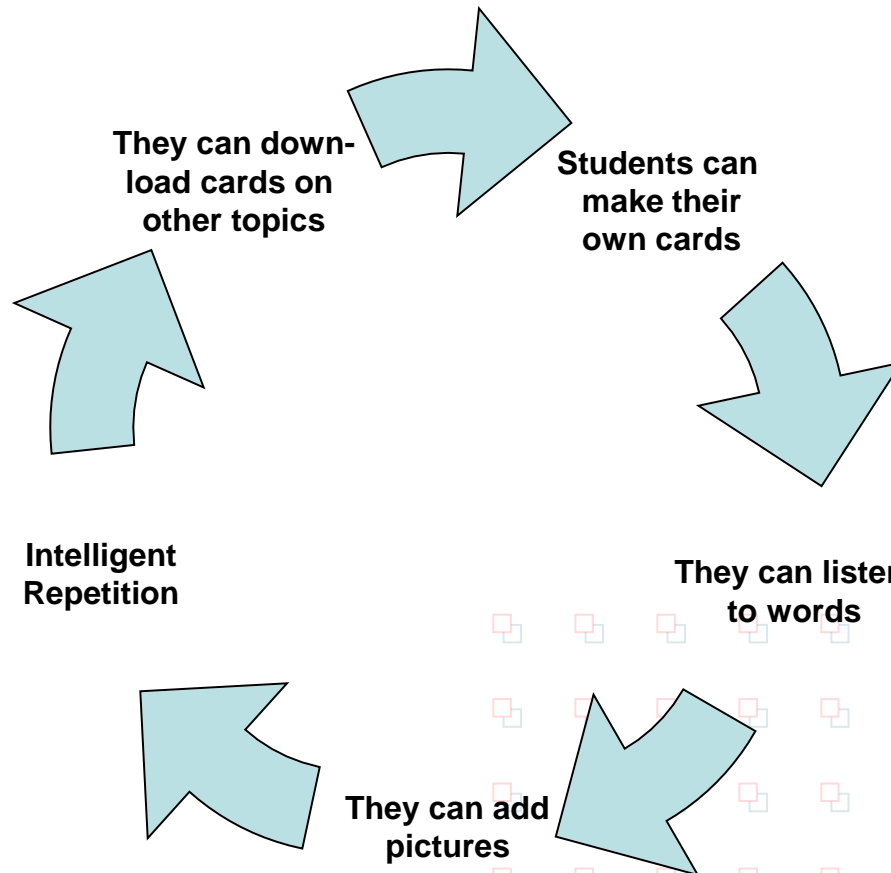 They can down-
load cards on
other topics
Students can
make their
own cards
They can listen
to words
They can add
pictures
Intelligent
Repetition